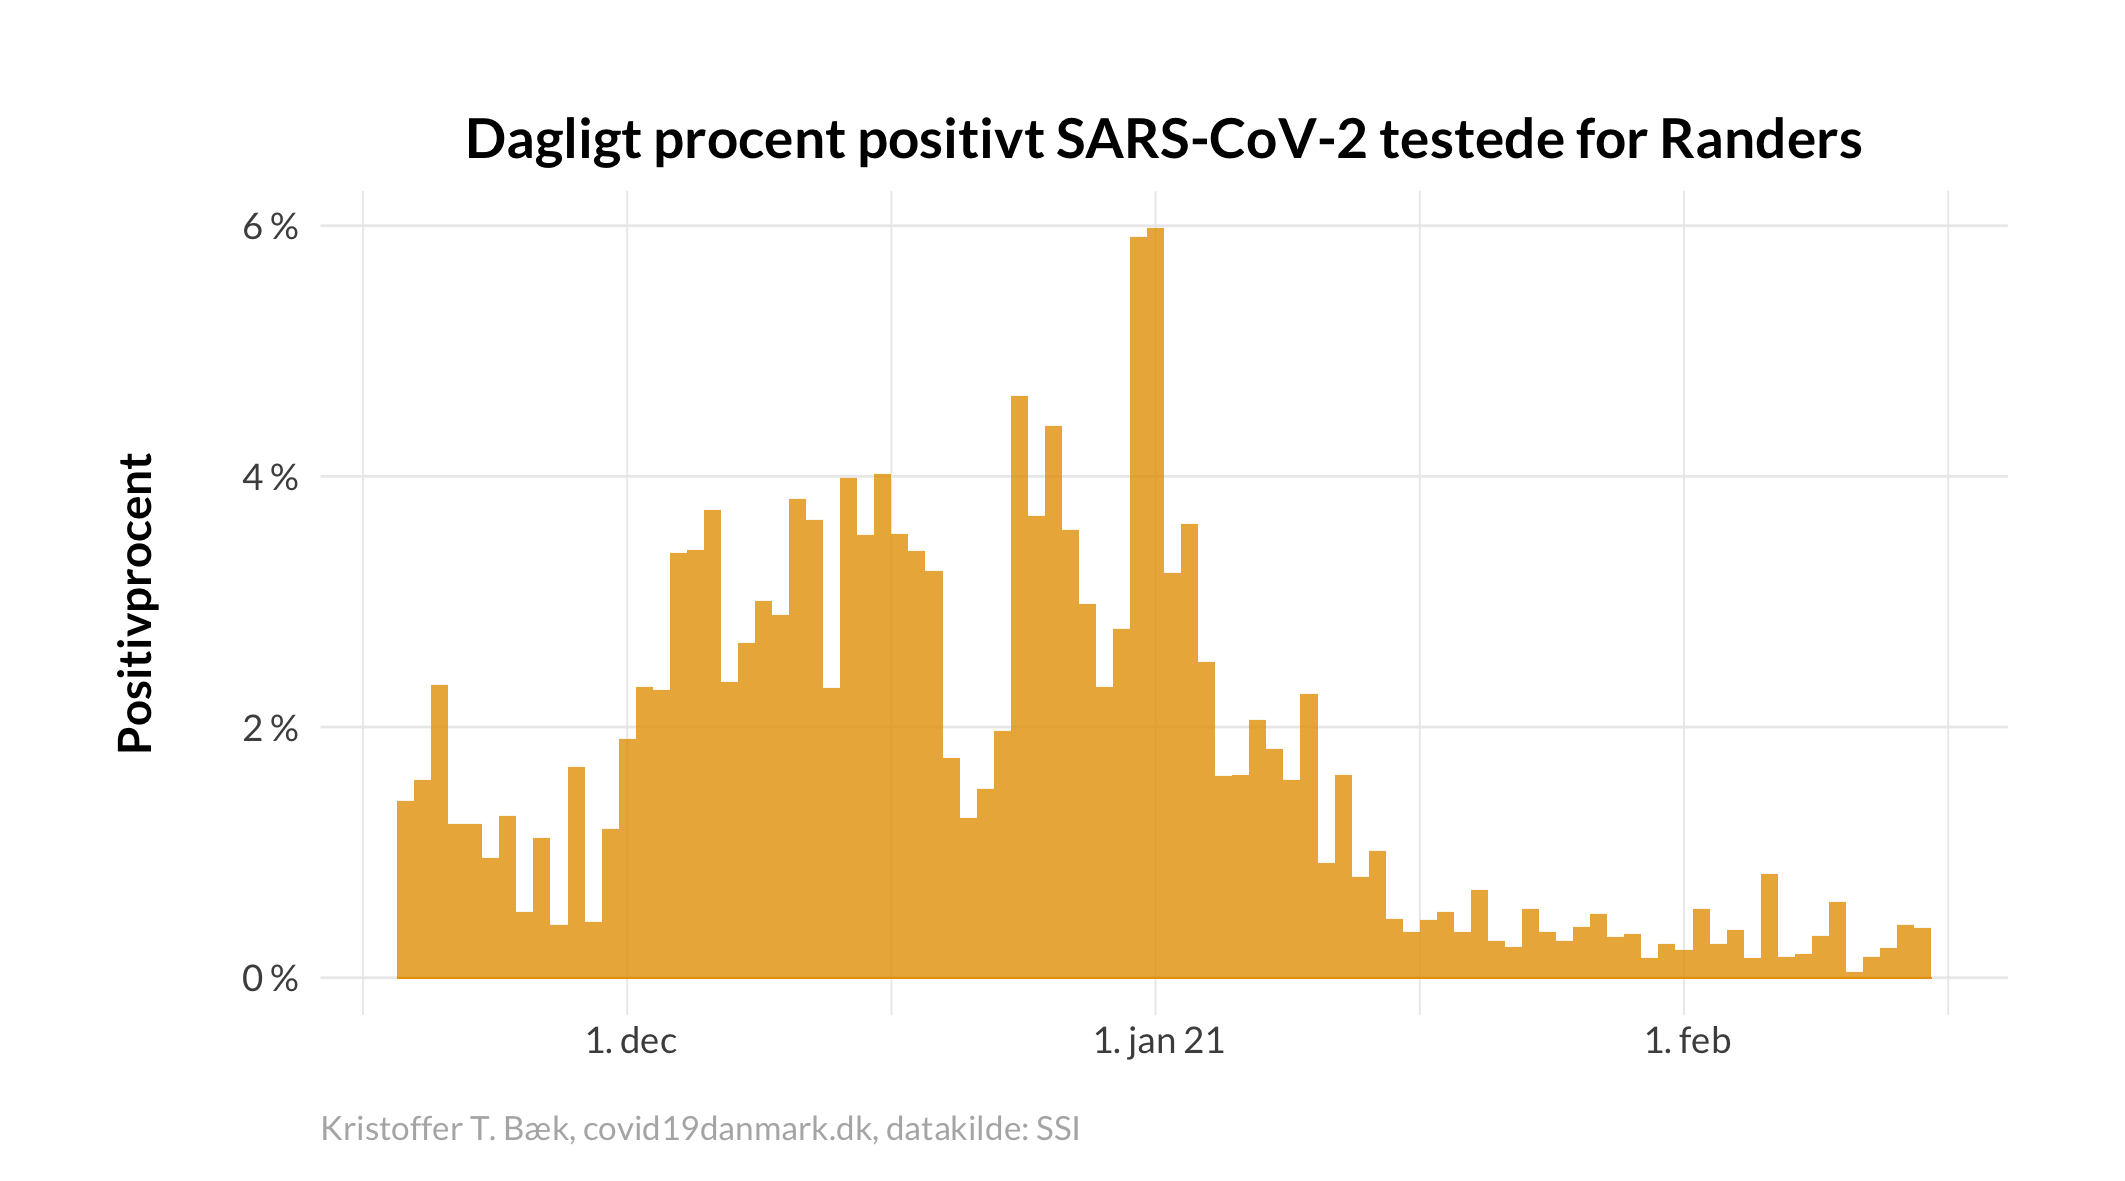 Dagligt procent positivt SARS-CoV-2 testede for Randers
Positivprocent
6 %
4 %
2 %
0 %
1. dec
1. jan 21
1. feb
Kristoffer T. Bæk, covid19danmark.dk, datakilde: SSI